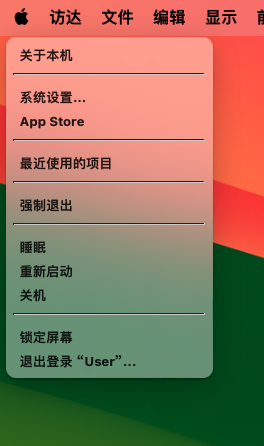 访达 文件 编辑 显示
关于本机
系统设置...
App Store
最近使用的项目
强制退出
睡眠
重新启动
关机
锁定屏幕
退出登录 “User”...